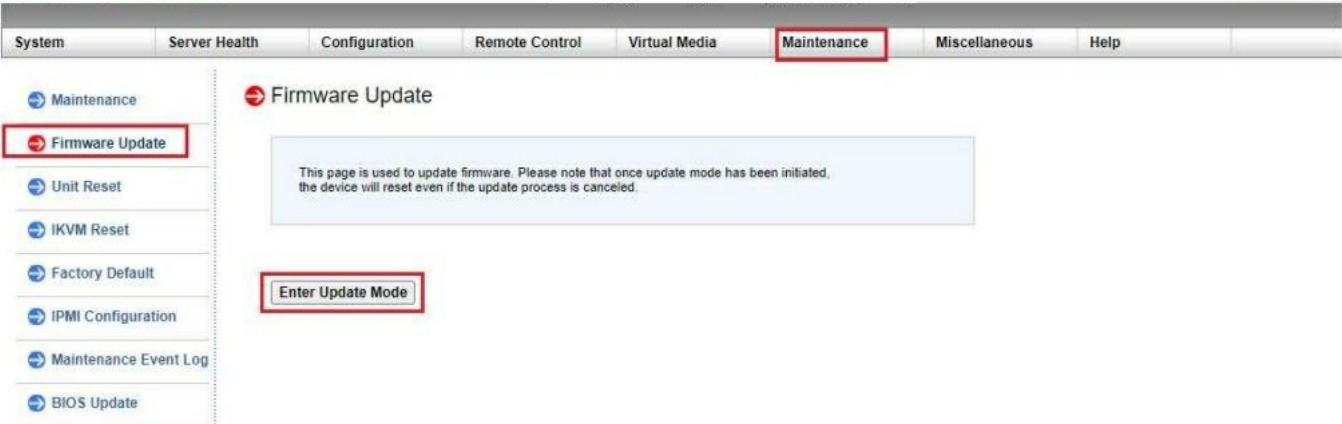 System Server Health Configuration Remote Control Virtual Media Maintenance Miscellaneous Help
Maintenance
Firmware Update
Unit Reset
IKVM Reset
Factory Default
IPMI Configuration
Maintenance Event Log
BIOS Update
Firmware Update
This page is used to update firmware. Please note that once update mode has been initiated,
the device will reset even if the update process is canceled.
Enter Update Mode